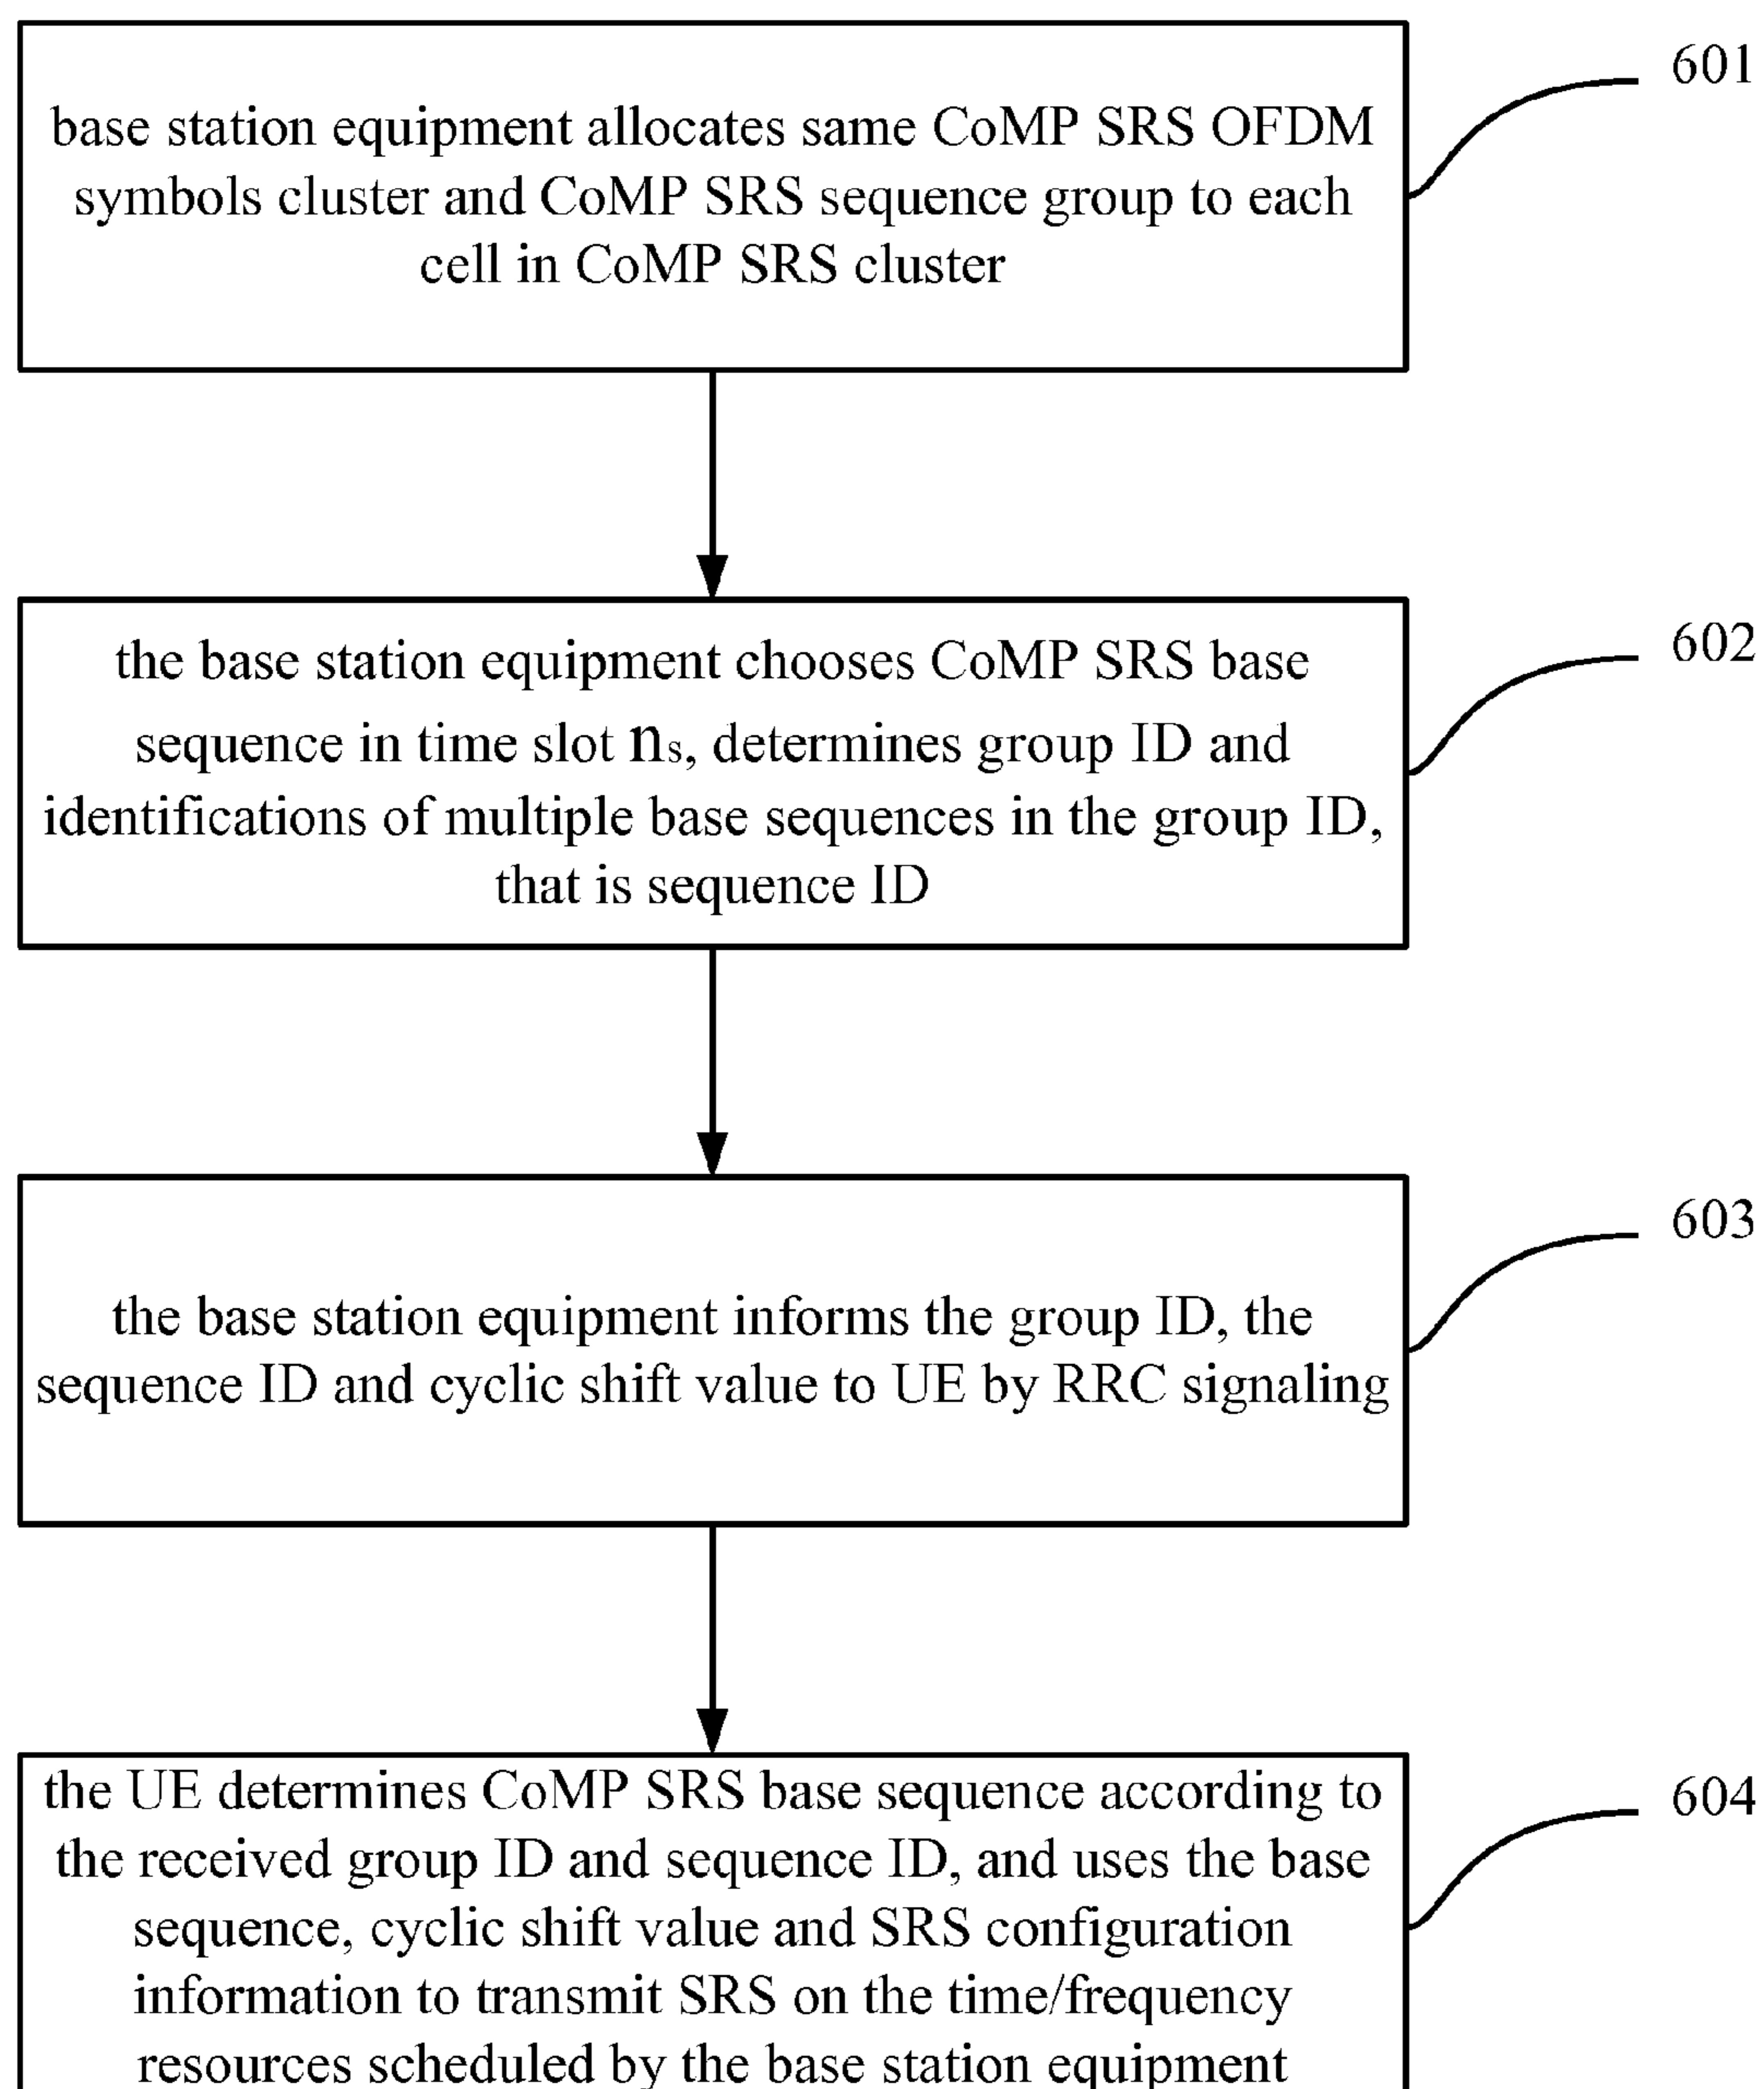 base station equipment allocates same CoMP SRS OFDM
symbols cluster and CoMP SRS sequence group to each
cell in CoMP SRS cluster
601
the base station equipment chooses CoMP SRS base
sequence in time slot ns, determines group ID and
identifications of multiple base sequences in the group ID,
that is sequence ID
602
the base station equipment informs the group ID, the
sequence ID and cyclic shift value to UE by RRC signaling
603
the UE determines CoMP SRS base sequence according to
the received group ID and sequence ID, and uses the base
sequence, cyclic shift value and SRS configuration
information to transmit SRS on the time/frequency
resources scheduled by the base station equipment
604